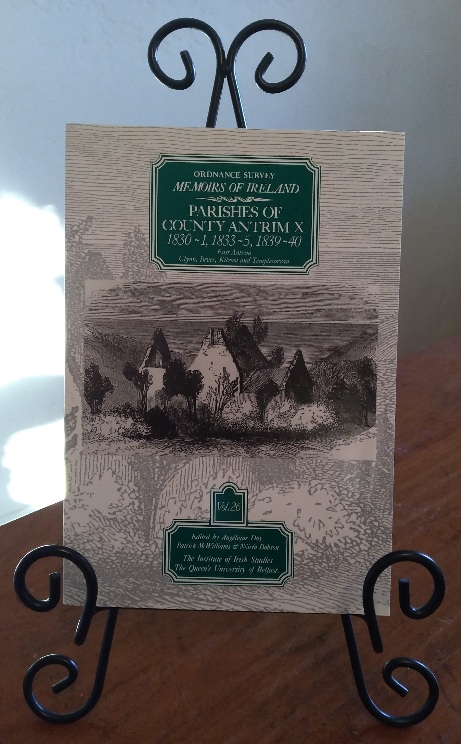 ORDNANCE SURVEY
MEMOIRS OF IRELAND
PARISHES OF
COUNTY ANTRIM X
1830-1, 1833-5, 1839-40
East Antrim
Glynn, Inver, Kilroot and Templecorran
Vol.26
Edited by Angélique Day,
Patrick McWilliams & Nóirín Dobson
The Institute of Irish Studies
The Queen's University of Belfast.